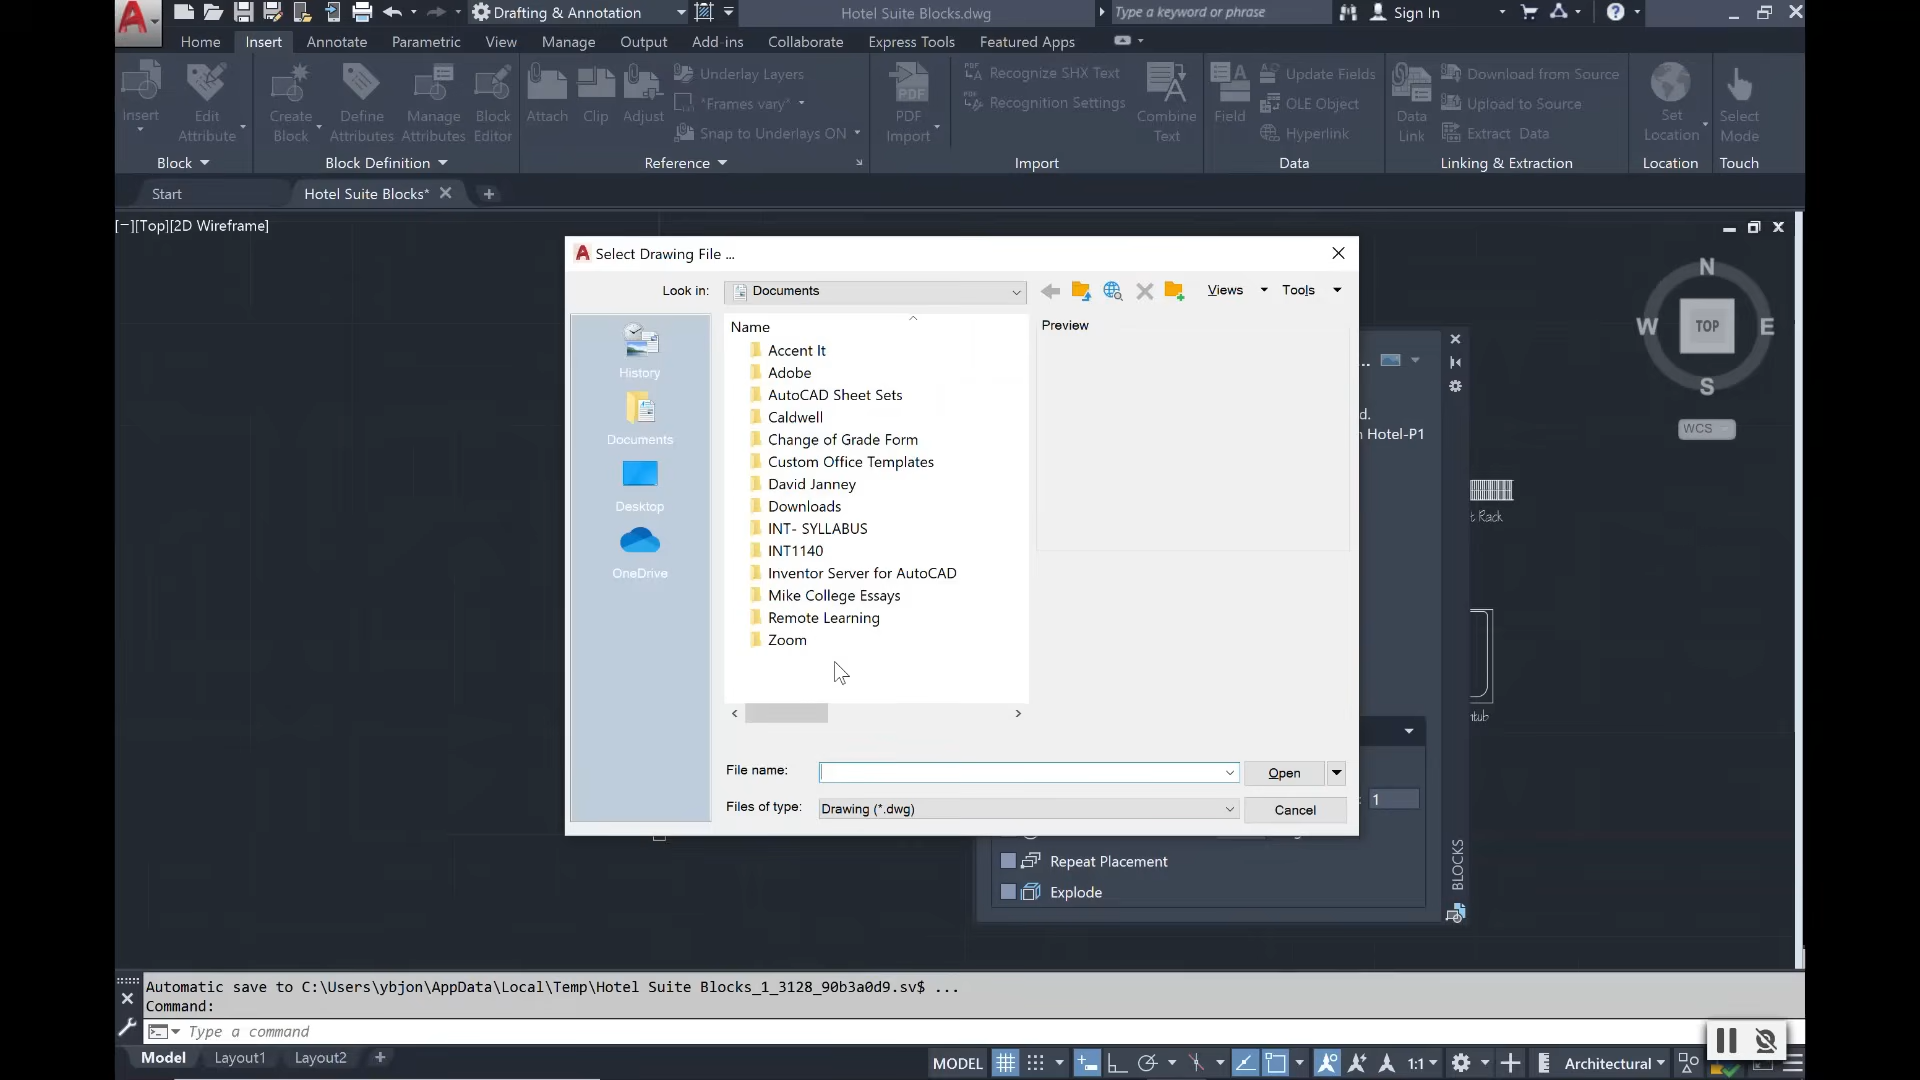 Drafting & Annotation
Hotel Suite Blocks.dwg
Type a keyword or phrase
Sign In
Home
Insert
Annotate
Parametric
View
Manage
Output
Add-ins
Collaborate
Express Tools
Featured Apps
Insert
Edit Attribute
Create Block
Define Attributes
Manage Attributes
Block Editor
Attach
Clip
Adjust
Underlay Layers
*Frames vary*
Snap to Underlays ON
PDF Import
Recognize SHX Text
Recognition Settings
Combine Text
Field
Update Fields
OLE Object
Hyperlink
Data Link
Download from Source
Upload to Source
Extract Data
Set Location
Select Mode
Block
Block Definition
Reference
Import
Data
Linking & Extraction
Location
Touch
Start
Hotel Suite Blocks*
[−][Top][2D Wireframe]
Select Drawing File ...
Look in:
Documents
Views
Tools
History
Documents
Desktop
OneDrive
Name
Accent It
Adobe
AutoCAD Sheet Sets
Caldwell
Change of Grade Form
Custom Office Templates
David Janney
Downloads
INT- SYLLABUS
INT1140
Inventor Server for AutoCAD
Mike College Essays
Remote Learning
Zoom
Preview
File name:
Open
Files of type:
Drawing (*.dwg)
Cancel
N
W
TOP
E
S
WCS
...
d.
n Hotel-P1
t Rack
tub
1
Repeat Placement
Explode
BLOCKS
Automatic save to C:\Users\ybjon\AppData\Local\Temp\Hotel Suite Blocks_1_3128_90b3a0d9.sv$ ...
Command:
Type a command
Model
Layout1
Layout2
MODEL
1:1
Architectural